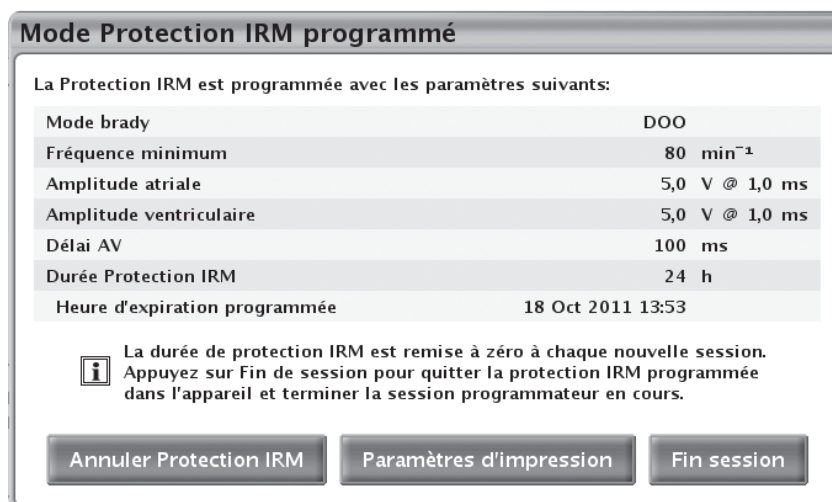 Mode Protection IRM programmé
La Protection IRM est programmée avec les paramètres suivants:
Mode brady DOO
Fréquence minimum 80 min⁻¹
Amplitude atriale 5,0 V @ 1,0 ms
Amplitude ventriculaire 5,0 V @ 1,0 ms
Délai AV 100 ms
Durée Protection IRM 24 h
Heure d'expiration programmée 18 Oct 2011 13:53
i La durée de protection IRM est remise à zéro à chaque nouvelle session.
Appuyez sur Fin de session pour quitter la protection IRM programmée
dans l'appareil et terminer la session programmateur en cours.
Annuler Protection IRM Paramètres d'impression Fin session